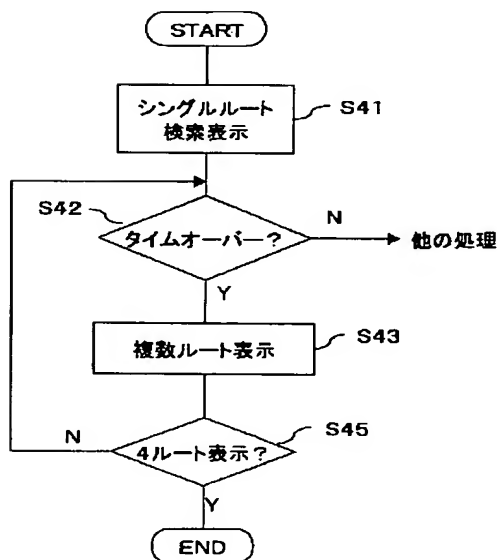 START
シングルルート
検索表示
S41
S42
タイムオーバー?
N
他の処理
Y
複数ルート表示
S43
N
4ルート表示?
S45
Y
END